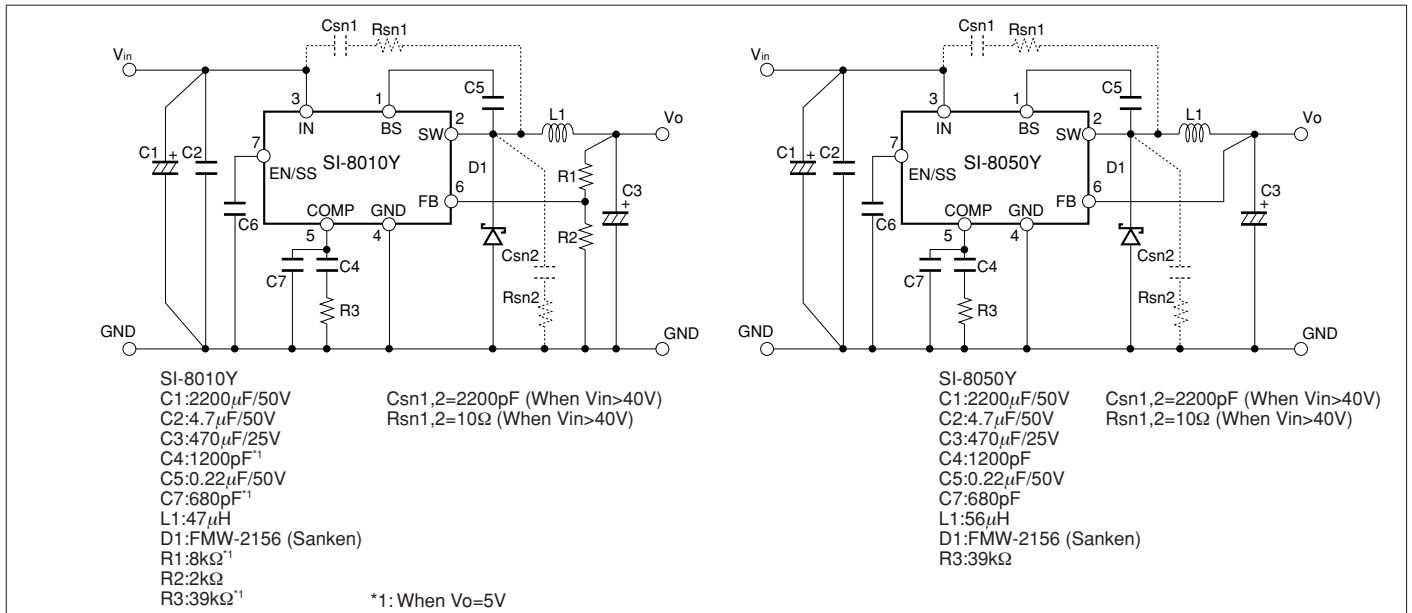 Csn1
Rsn1
Vin
C5
3
1
IN
BS
2
L1
Vo
SW
7
C1 +
C2
SI-8010Y
D1
R1
EN/SS
6
C3
+
FB
COMP
GND
C6
5
4
R2
C7
C4
Csn2
R3
Rsn2
GND
GND
SI-8010Y
C1:2200μF/50V
C2:4.7μF/50V
C3:470μF/25V
C4:1200pF*1
C5:0.22μF/50V
C7:680pF*1
L1:47μH
D1:FMW-2156 (Sanken)
R1:8kΩ*1
R2:2kΩ
R3:39kΩ*1
Csn1,2=2200pF (When Vin>40V)
Rsn1,2=10Ω (When Vin>40V)
*1: When Vo=5V
Csn1
Rsn1
Vin
C5
3
1
IN
BS
2
L1
Vo
SW
7
C1 +
C2
SI-8050Y
D1
EN/SS
6
C3
+
FB
COMP
GND
C6
5
4
C7
C4
Csn2
R3
Rsn2
GND
GND
SI-8050Y
C1:2200μF/50V
C2:4.7μF/50V
C3:470μF/25V
C4:1200pF
C5:0.22μF/50V
C7:680pF
L1:56μH
D1:FMW-2156 (Sanken)
R3:39kΩ
Csn1,2=2200pF (When Vin>40V)
Rsn1,2=10Ω (When Vin>40V)